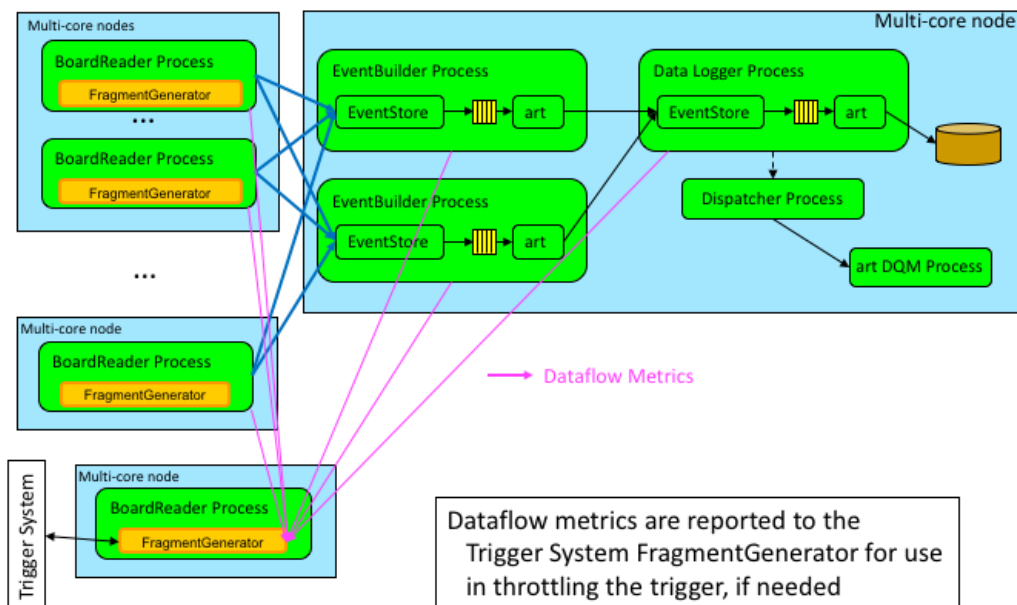 Multi-core nodes
BoardReader Process
FragmentGenerator
...
BoardReader Process
FragmentGenerator
...
Multi-core node
BoardReader Process
FragmentGenerator
Multi-core node
BoardReader Process
FragmentGenerator
Trigger System
Multi-core node
EventBuilder Process
EventStore
art
Data Logger Process
EventStore
art
EventBuilder Process
EventStore
art
Dispatcher Process
art DQM Process
Dataflow Metrics
Dataflow metrics are reported to the
Trigger System FragmentGenerator for use
in throttling the trigger, if needed